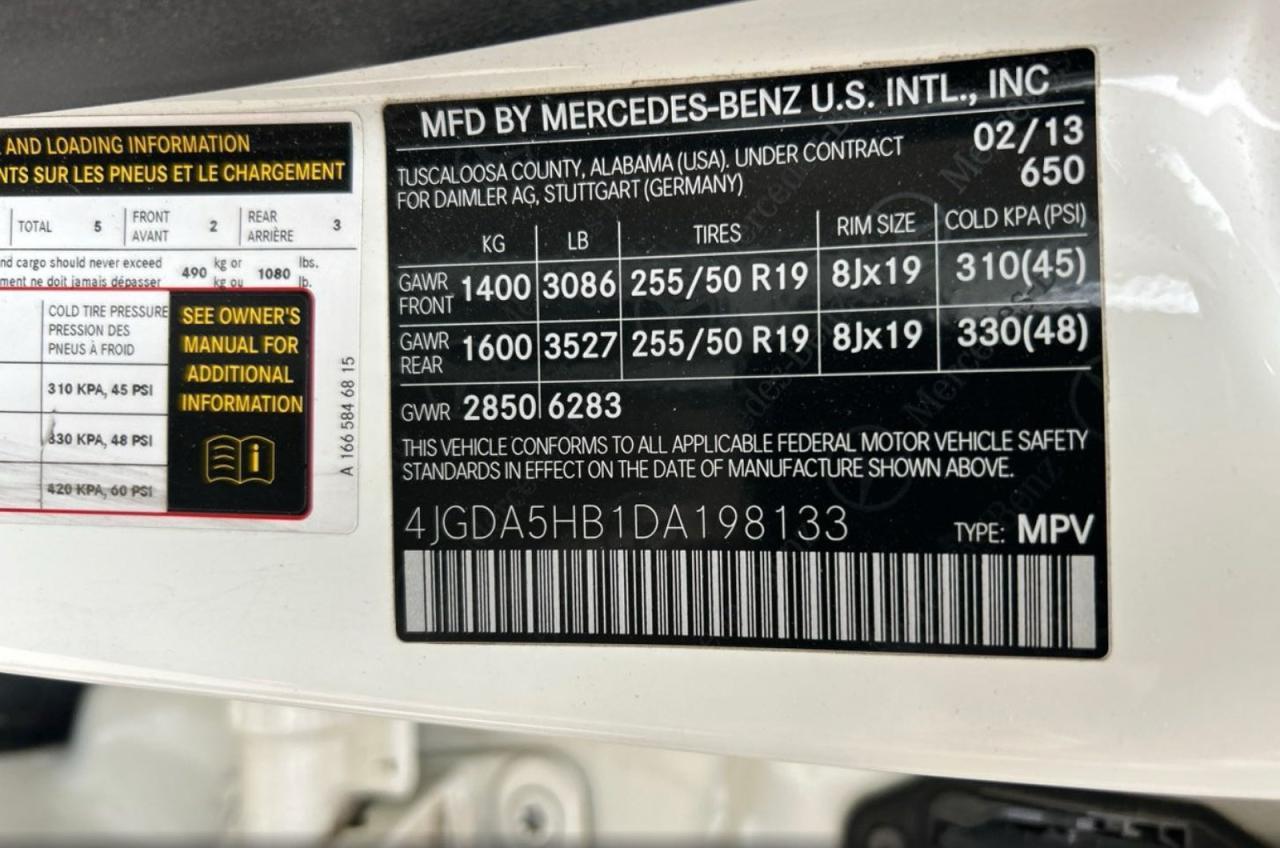 AND LOADING INFORMATION
NTS SUR LES PNEUS ET LE CHARGEMENT
TOTAL 5 FRONT AVANT 2 REAR ARRIÈRE 3
nd cargo should never exceed 490 kg or 1080 lbs.
ment ne doit jamais dépasser kg ou lb.
COLD TIRE PRESSURE
PRESSION DES
PNEUS À FROID
310 KPA, 45 PSI
330 KPA, 48 PSI
420 KPA, 60 PSI
SEE OWNER'S
MANUAL FOR
ADDITIONAL
INFORMATION
A 166 584 68 15
MFD BY MERCEDES-BENZ U.S. INTL., INC
TUSCALOOSA COUNTY, ALABAMA (USA). UNDER CONTRACT
FOR DAIMLER AG, STUTTGART (GERMANY)
02/13
650
KG LB TIRES RIM SIZE COLD KPA (PSI)
GAWR FRONT 1400 3086 255/50 R19 8Jx19 310(45)
GAWR REAR 1600 3527 255/50 R19 8Jx19 330(48)
GVWR 2850 6283
THIS VEHICLE CONFORMS TO ALL APPLICABLE FEDERAL MOTOR VEHICLE SAFETY
STANDARDS IN EFFECT ON THE DATE OF MANUFACTURE SHOWN ABOVE.
4JGDA5HB1DA198133 TYPE: MPV